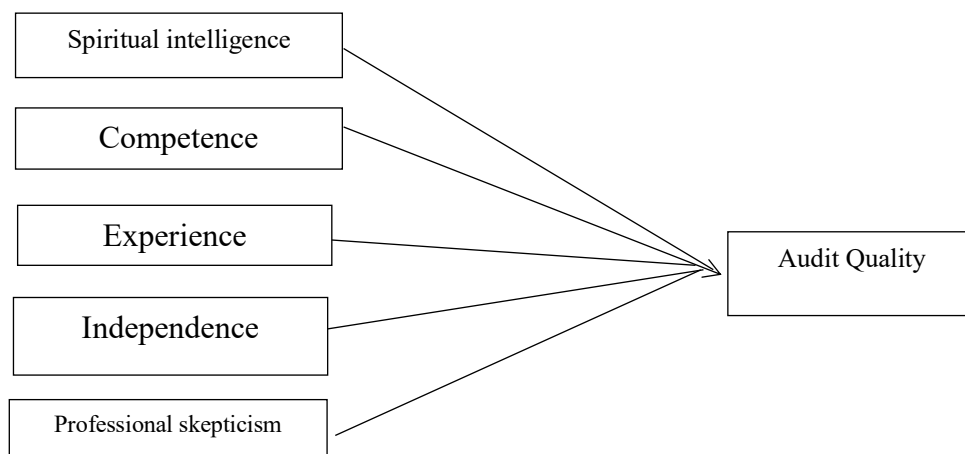 Spiritual intelligence
Competence
Experience
Independence
Professional skepticism
Audit Quality